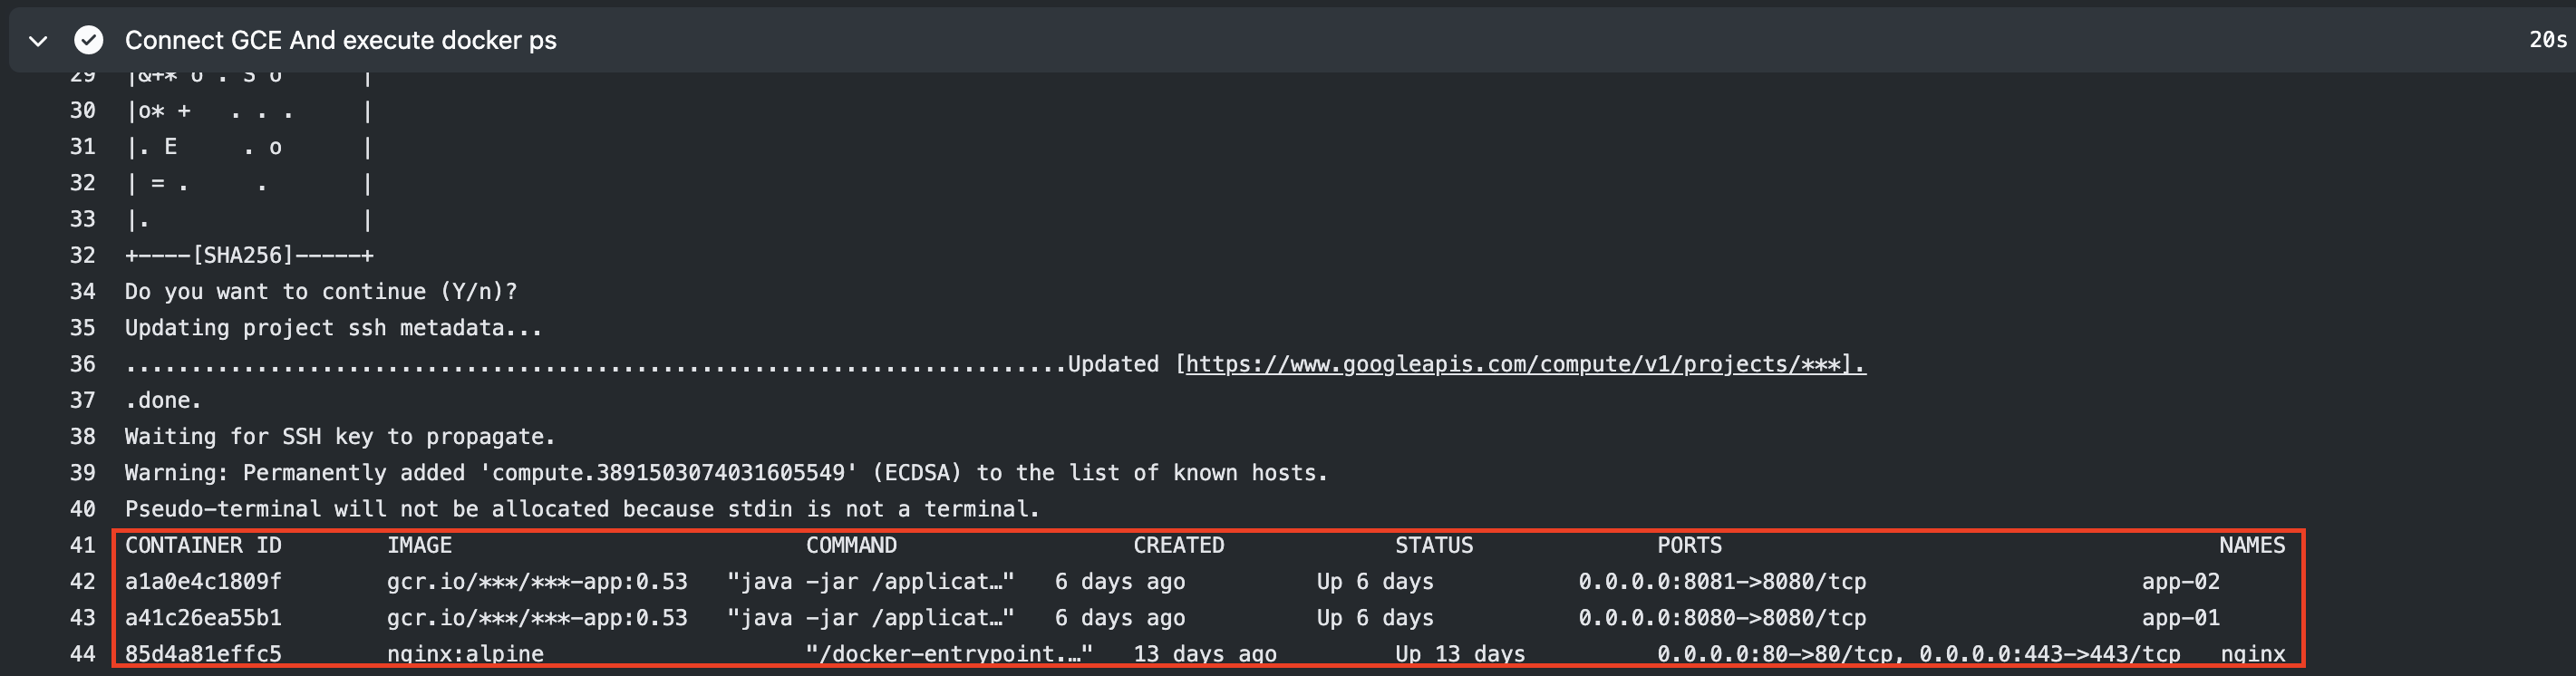 Connect GCE And execute docker ps 20s
29 |&+* o . S o      |
30 |o* +   . . .     |
31 |. E     . o      |
32 | = .     .       |
33 |.                |
32 +----[SHA256]-----+
34 Do you want to continue (Y/n)?
35 Updating project ssh metadata...
36 ........................................................................Updated [https://www.googleapis.com/compute/v1/projects/***].
37 .done.
38 Waiting for SSH key to propagate.
39 Warning: Permanently added 'compute.3891503074031605549' (ECDSA) to the list of known hosts.
40 Pseudo-terminal will not be allocated because stdin is not a terminal.
41 CONTAINER ID        IMAGE                           COMMAND                  CREATED             STATUS              PORTS                                      NAMES
42 a1a0e4c1809f        gcr.io/***/***-app:0.53   "java -jar /applicat…"   6 days ago          Up 6 days           0.0.0.0:8081->8080/tcp                     app-02
43 a41c26ea55b1        gcr.io/***/***-app:0.53   "java -jar /applicat…"   6 days ago          Up 6 days           0.0.0.0:8080->8080/tcp                     app-01
44 85d4a81effc5        nginx:alpine                    "/docker-entrypoint.…"   13 days ago         Up 13 days          0.0.0.0:80->80/tcp, 0.0.0.0:443->443/tcp   nginx